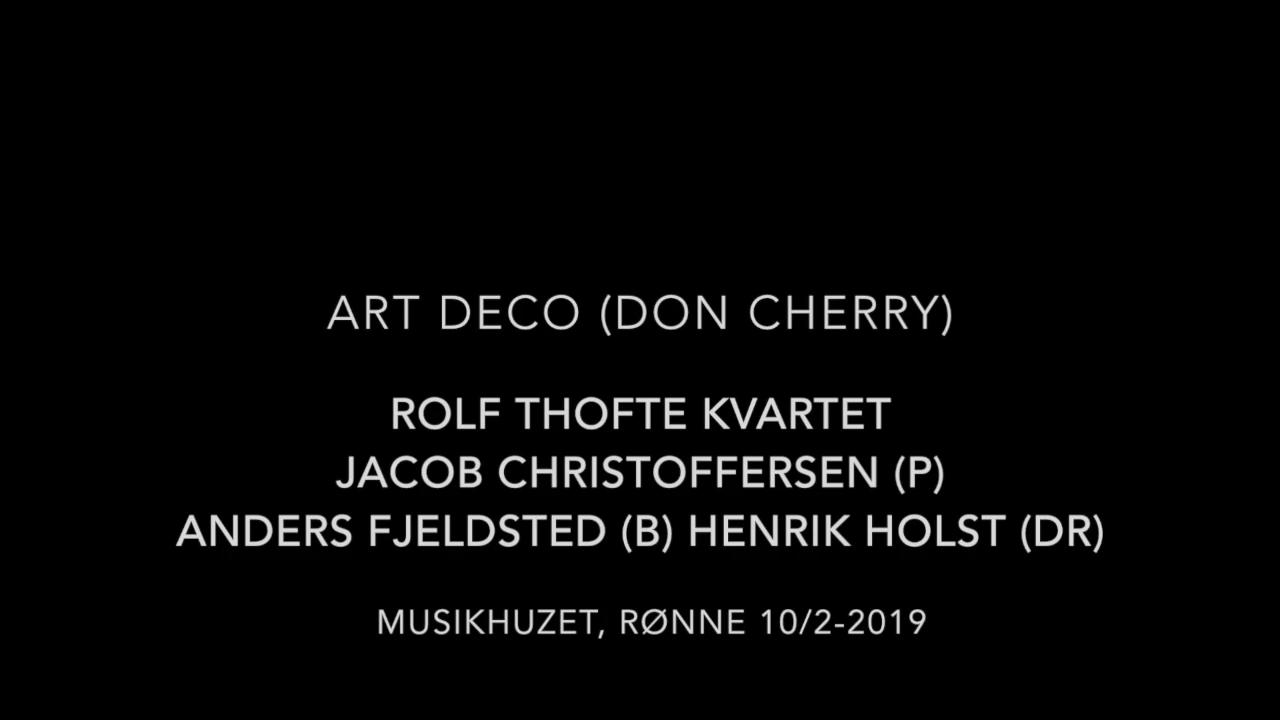 ART DECO (DON CHERRY)
ROLF THOFTE KVARTET
JACOB CHRISTOFFERSEN (P)
ANDERS FJELDSTED (B) HENRIK HOLST (DR)
MUSIKHUZET, RØNNE 10/2-2019